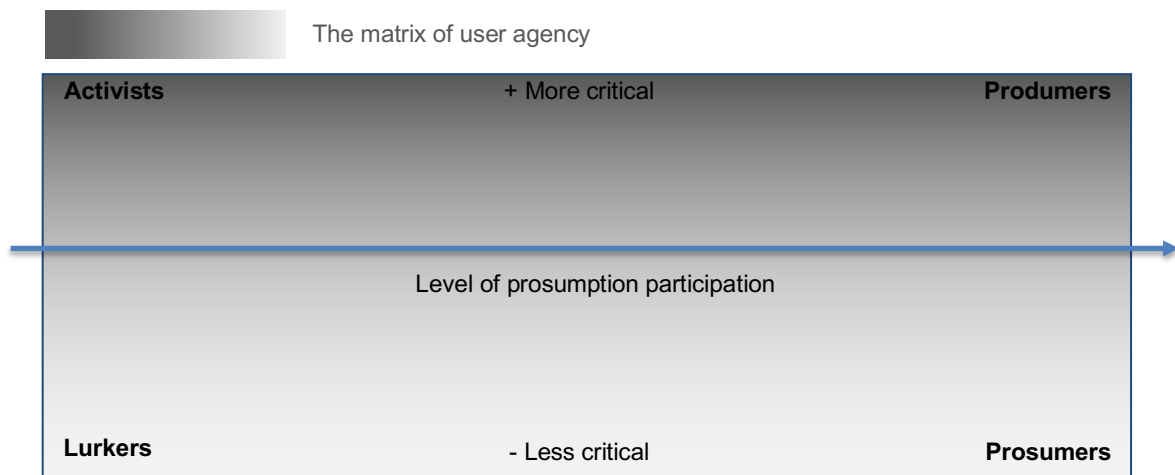 The matrix of user agency
Activists + More critical Produmers
Level of prosumption participation
Lurkers - Less critical Prosumers